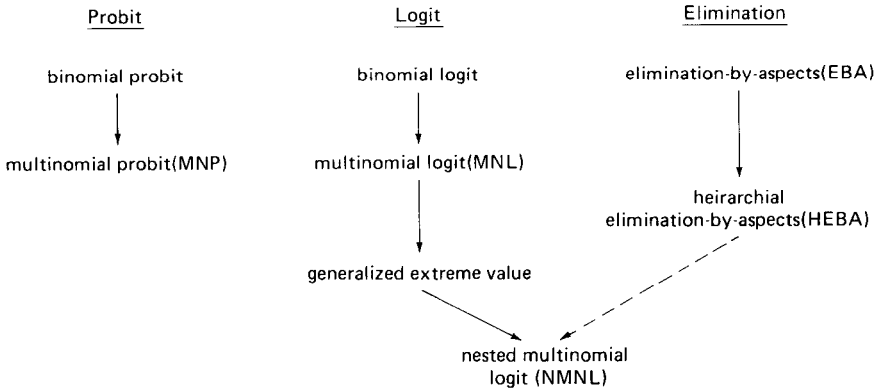 Probit
Logit
Elimination
binomial probit
binomial logit
elimination-by-aspects(EBA)
multinomial probit(MNP)
multinomial logit(MNL)
heirarchial
elimination-by-aspects(HEBA)
generalized extreme value
nested multinomial
logit (NMNL)